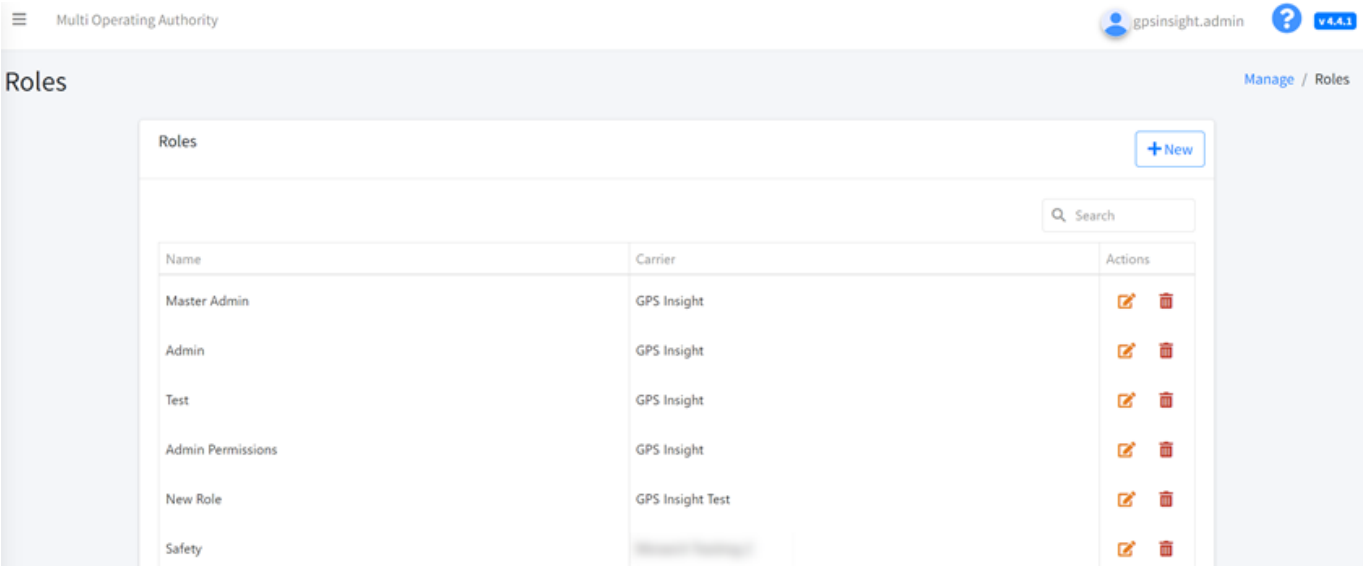 Multi Operating Authority gpsinsight.admin ? v 4.4.1
Roles Manage / Roles
Roles
New
Search
Name Carrier Actions
Master Admin GPS Insight
Admin GPS Insight
Test GPS Insight
Admin Permissions GPS Insight
New Role GPS Insight Test
Safety